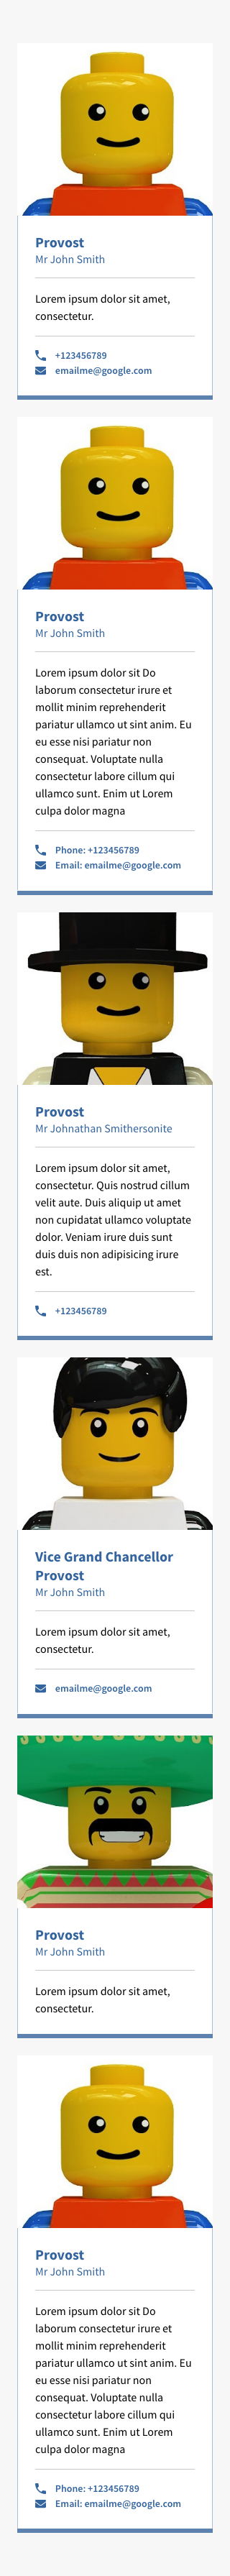 Provost
Mr John Smith
Lorem ipsum dolor sit amet,
consectetur.
+123456789
emailme@google.com
Provost
Mr John Smith
Lorem ipsum dolor sit Do
laborum consectetur irure et
mollit minim reprehenderit
pariatur ullamco ut sint anim. Eu
eu esse nisi pariatur non
consequat. Voluptate nulla
consectetur labore cillum qui
ullamco sunt. Enim ut Lorem
culpa dolor magna
Phone: +123456789
Email: emailme@google.com
Provost
Mr Johnathan Smithersonite
Lorem ipsum dolor sit amet,
consectetur. Quis nostrud cillum
velit aute. Duis aliquip ut amet
non cupidatat ullamco voluptate
dolor. Veniam irure duis sunt
duis duis non adipisicing irure
est.
+123456789
Vice Grand Chancellor
Provost
Mr John Smith
Lorem ipsum dolor sit amet,
consectetur.
emailme@google.com
Provost
Mr John Smith
Lorem ipsum dolor sit amet,
consectetur.
Provost
Mr John Smith
Lorem ipsum dolor sit Do
laborum consectetur irure et
mollit minim reprehenderit
pariatur ullamco ut sint anim. Eu
eu esse nisi pariatur non
consequat. Voluptate nulla
consectetur labore cillum qui
ullamco sunt. Enim ut Lorem
culpa dolor magna
Phone: +123456789
Email: emailme@google.com